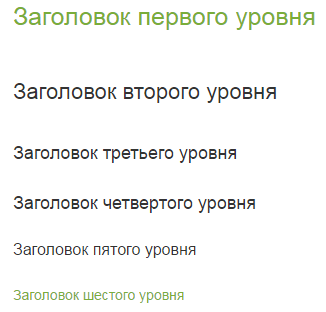 Заголовок первого уровня
Заголовок второго уровня
Заголовок третьего уровня
Заголовок четвертого уровня
Заголовок пятого уровня
Заголовок шестого уровня